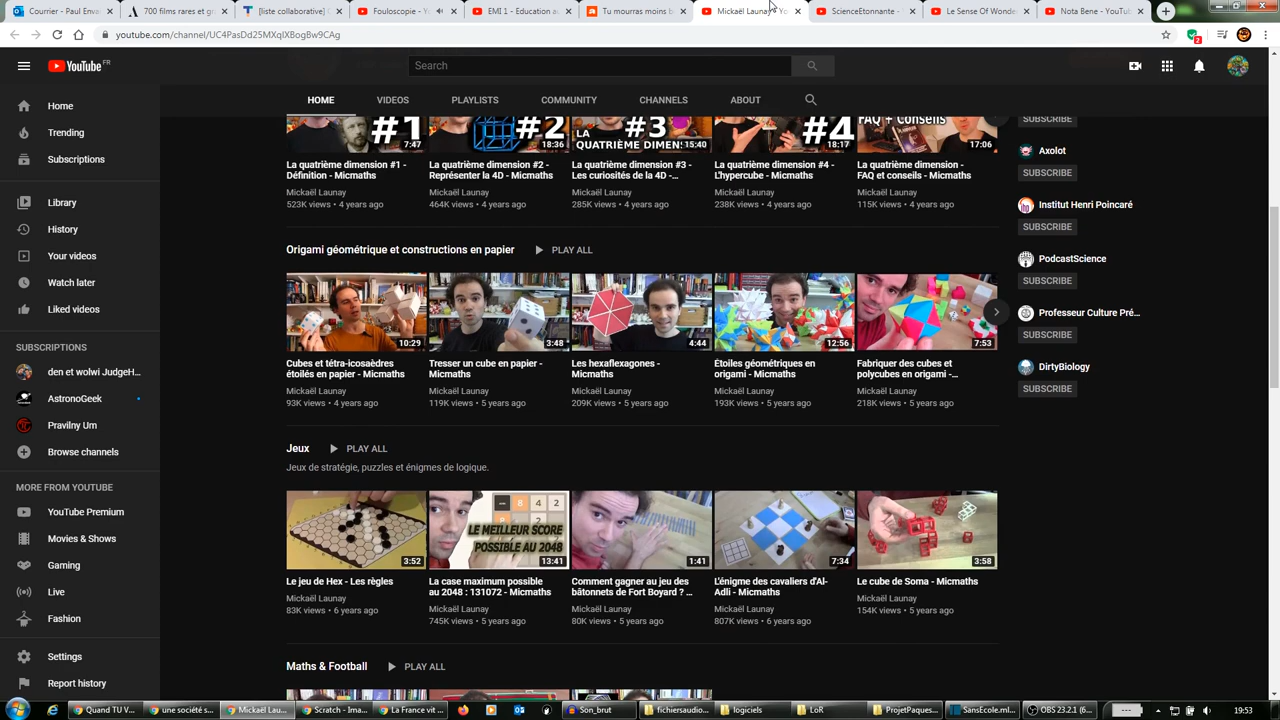 Courrier - Paul Enva
700 films rares et g
[liste collaborative] C
Fouloscopie - Yo
EMI 1 - Education a
Tu mourras moins b
Mickaël Launay - Yo
ScienceEtonnante -
Le Sense Of Wonde
Nota Bene - YouTub
youtube.com/channel/UC4PasDd25MXqlXBogBw9CAg
2
YouTube FR
Search
HOME
VIDEOS
PLAYLISTS
COMMUNITY
CHANNELS
ABOUT
Home
Trending
Subscriptions
Library
History
Your videos
Watch later
Liked videos
SUBSCRIPTIONS
den et wolwi JudgeH...
AstronoGeek
Pravilny Um
Browse channels
MORE FROM YOUTUBE
YouTube Premium
Movies & Shows
Gaming
Live
Fashion
Settings
Report history
#1
7:47
#2
18:36
LA
#3
QUATRIÈME DIMENS
15:40
#4
18:17
FAQ + Conseils
17:06
La quatrième dimension #1 -
Définition - Micmaths
Mickaël Launay
523K views • 4 years ago
La quatrième dimension #2 -
Représenter la 4D - Micmaths
Mickaël Launay
464K views • 4 years ago
La quatrième dimension #3 -
Les curiosités de la 4D -...
Mickaël Launay
285K views • 4 years ago
La quatrième dimension #4 -
L'hypercube - Micmaths
Mickaël Launay
238K views • 4 years ago
La quatrième dimension -
FAQ et conseils - Micmaths
Mickaël Launay
115K views • 4 years ago
Origami géométrique et constructions en papier
PLAY ALL
10:29
3:48
4:44
12:56
7:53
Cubes et tétra-icosaèdres
étoilés en papier - Micmaths
Mickaël Launay
93K views • 4 years ago
Tresser un cube en papier -
Micmaths
Mickaël Launay
119K views • 5 years ago
Les hexaflexagones -
Micmaths
Mickaël Launay
209K views • 5 years ago
Étoiles géométriques en
origami - Micmaths
Mickaël Launay
193K views • 5 years ago
Fabriquer des cubes et
polycubes en origami -...
Mickaël Launay
218K views • 5 years ago
Jeux
PLAY ALL
Jeux de stratégie, puzzles et énigmes de logique.
3:52
8 4 2
LE MEILLEUR SCORE
POSSIBLE AU 2048
13:41
1:41
7:34
3:58
Le jeu de Hex - Les règles
Mickaël Launay
83K views • 6 years ago
La case maximum possible
au 2048 : 131072 - Micmaths
Mickaël Launay
745K views • 5 years ago
Comment gagner au jeu des
bâtonnets de Fort Boyard ? ...
Mickaël Launay
80K views • 5 years ago
L'énigme des cavaliers d'Al-
Adli - Micmaths
Mickaël Launay
807K views • 6 years ago
Le cube de Soma - Micmaths
Mickaël Launay
154K views • 5 years ago
Maths & Football
PLAY ALL
SUBSCRIBE
Axolot
SUBSCRIBE
Institut Henri Poincaré
SUBSCRIBE
PodcastScience
SUBSCRIBE
Professeur Culture Pré...
SUBSCRIBE
DirtyBiology
SUBSCRIBE
Quand TU V...
une société s...
Mickaël Lau...
Scratch - Ima...
La France vit ...
Son_brut
fichiersaudio...
logiciels
LoR
ProjetPaques...
SansEcole.ml...
OBS 23.2.1 (6...
19:53